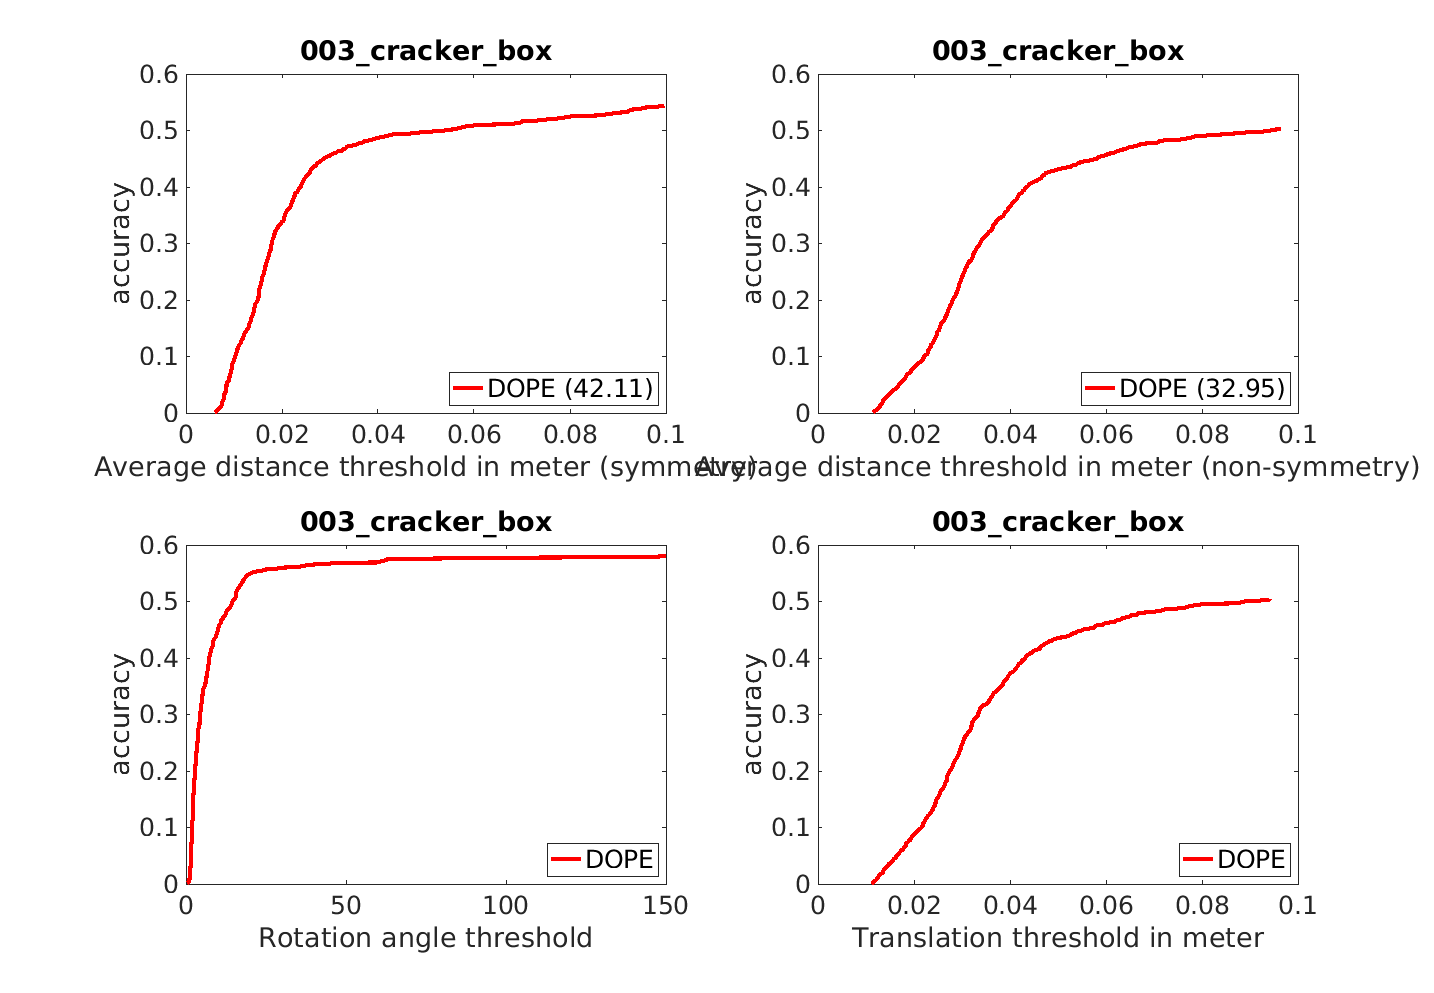 003_cracker_box
003_cracker_box
0.6
0.5
0.4
0.3
0.2
0.1
0
accuracy
DOPE (42.11)
0 0.02 0.04 0.06 0.08 0.1
Average distance threshold in meter (symmetry)
0.6
0.5
0.4
0.3
0.2
0.1
0
accuracy
DOPE (32.95)
0 0.02 0.04 0.06 0.08 0.1
Average distance threshold in meter (non-symmetry)
003_cracker_box
003_cracker_box
0.6
0.5
0.4
0.3
0.2
0.1
0
accuracy
DOPE
0 50 100 150
Rotation angle threshold
0.6
0.5
0.4
0.3
0.2
0.1
0
accuracy
DOPE
0 0.02 0.04 0.06 0.08 0.1
Translation threshold in meter